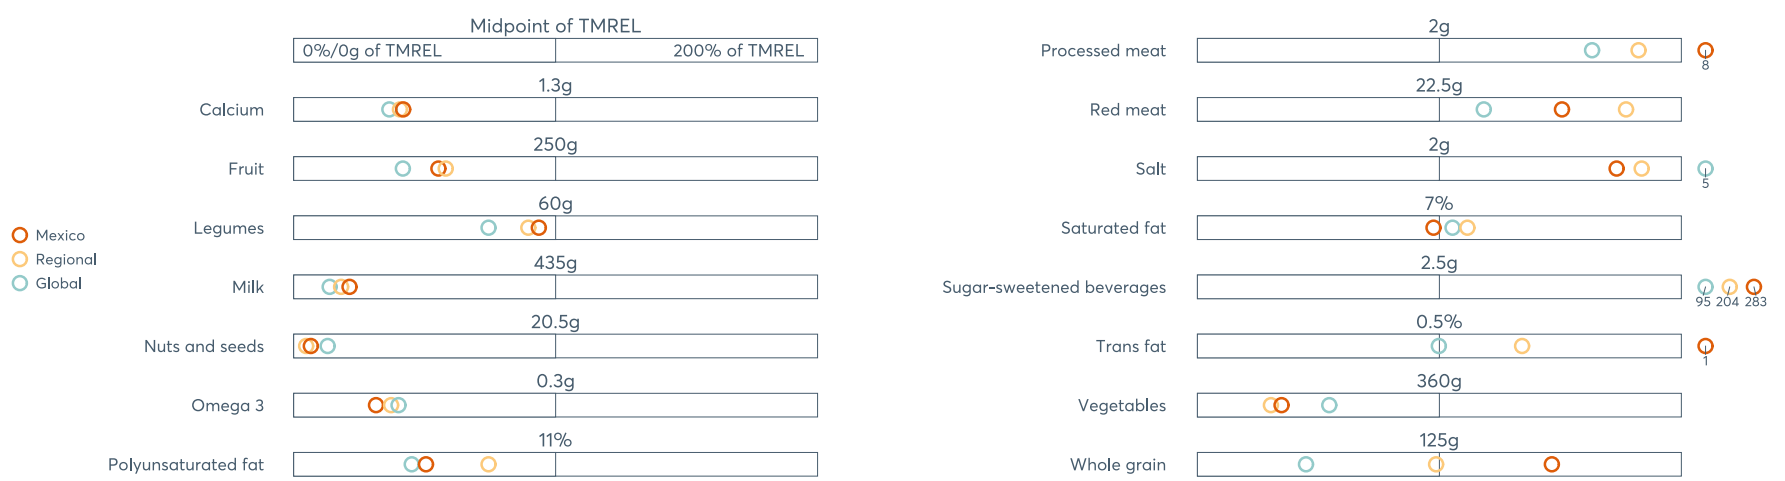 Midpoint of TMREL
0%/0g of TMREL 200% of TMREL
1.3g
Calcium
250g
Fruit
60g
Legumes
435g
Milk
20.5g
Nuts and seeds
0.3g
Omega 3
11%
Polyunsaturated fat
Mexico
Regional
Global
2g
Processed meat
8
22.5g
Red meat
2g
Salt
5
7%
Saturated fat
2.5g
Sugar-sweetened beverages
95 204 283
0.5%
Trans fat
1
360g
Vegetables
125g
Whole grain